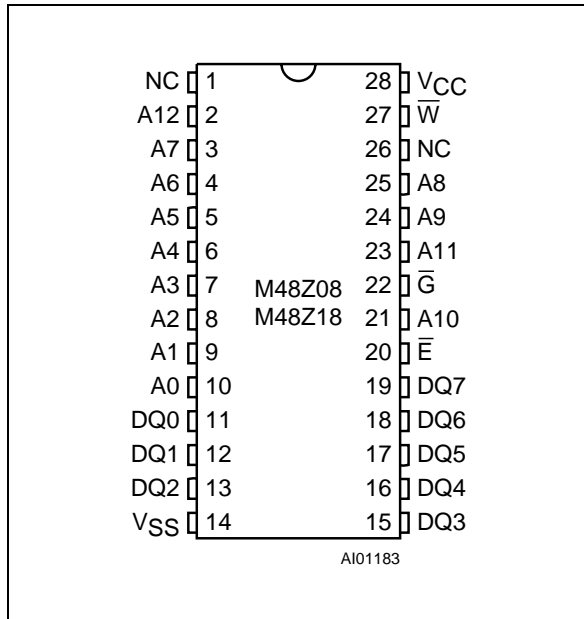 NC 1 28 VCC
A12 2 27 W̅
A7 3 26 NC
A6 4 25 A8
A5 5 24 A9
A4 6 23 A11
A3 7 M48Z08 22 G̅
A2 8 M48Z18 21 A10
A1 9 20 E̅
A0 10 19 DQ7
DQ0 11 18 DQ6
DQ1 12 17 DQ5
DQ2 13 16 DQ4
VSS 14 15 DQ3
AI01183